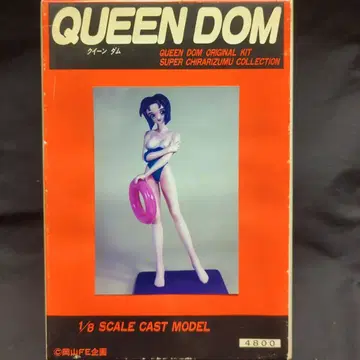 QUEEN DOM
クイーン ダム
QUEEN DOM ORIGINAL KIT
SUPER CHIRARIZUMU COLLECTION
1/8 SCALE CAST MODEL
4800
©岡山FE企画